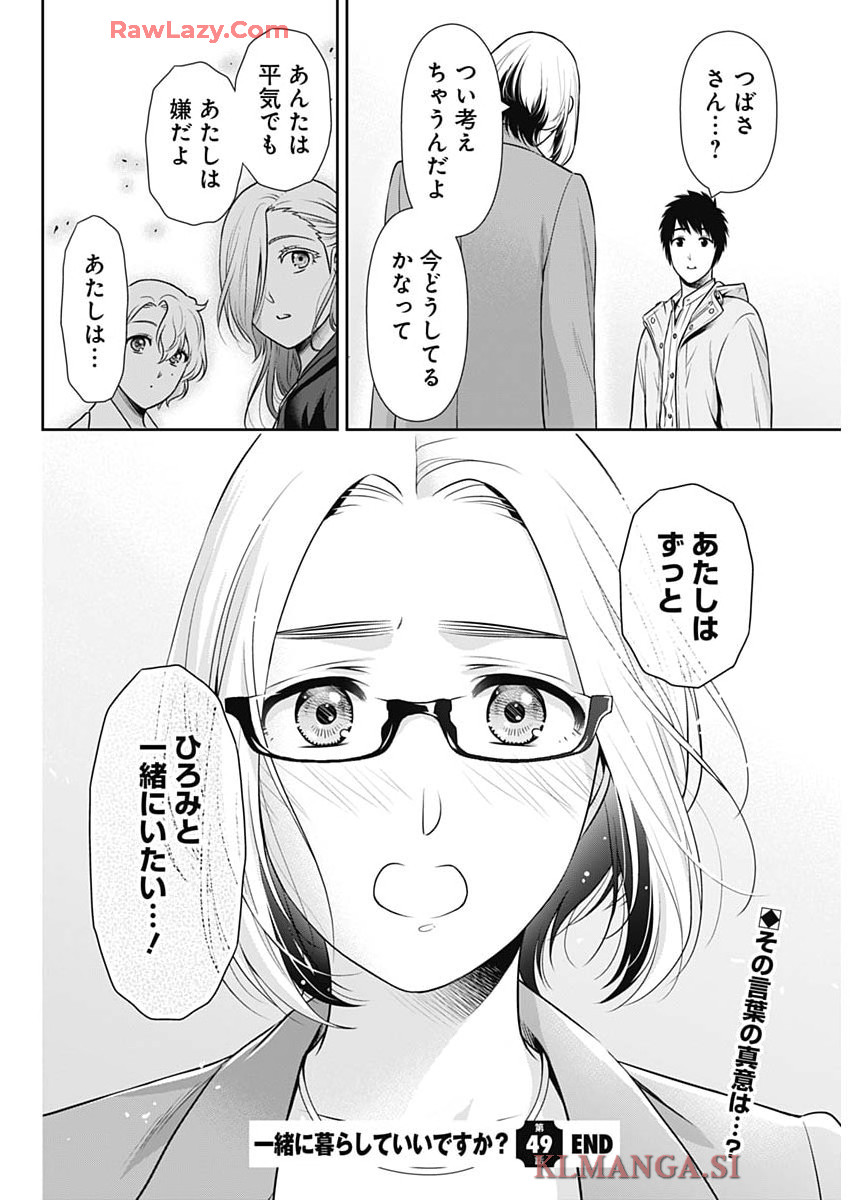 RawLazy.Com
つばさ
さん…?
つい考え
ちゃうんだよ
今どうしてる
かなって
あんたは
平気でも
あたしは
嫌だよ
あたしは…
あたしは
ずっと
ひろみと
一緒にいたい…!
◆その言葉の真意は…?
一緒に暮らしていいですか? 第49話 END
KLMANGA.SI